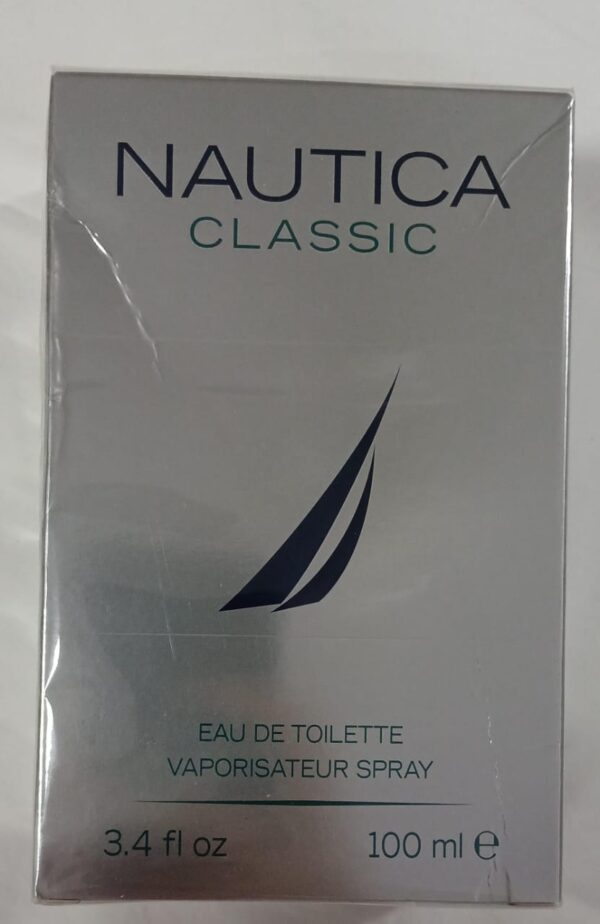 NAUTICA
CLASSIC
EAU DE TOILETTE
VAPORISATEUR SPRAY
3.4 fl oz 100 ml ℮